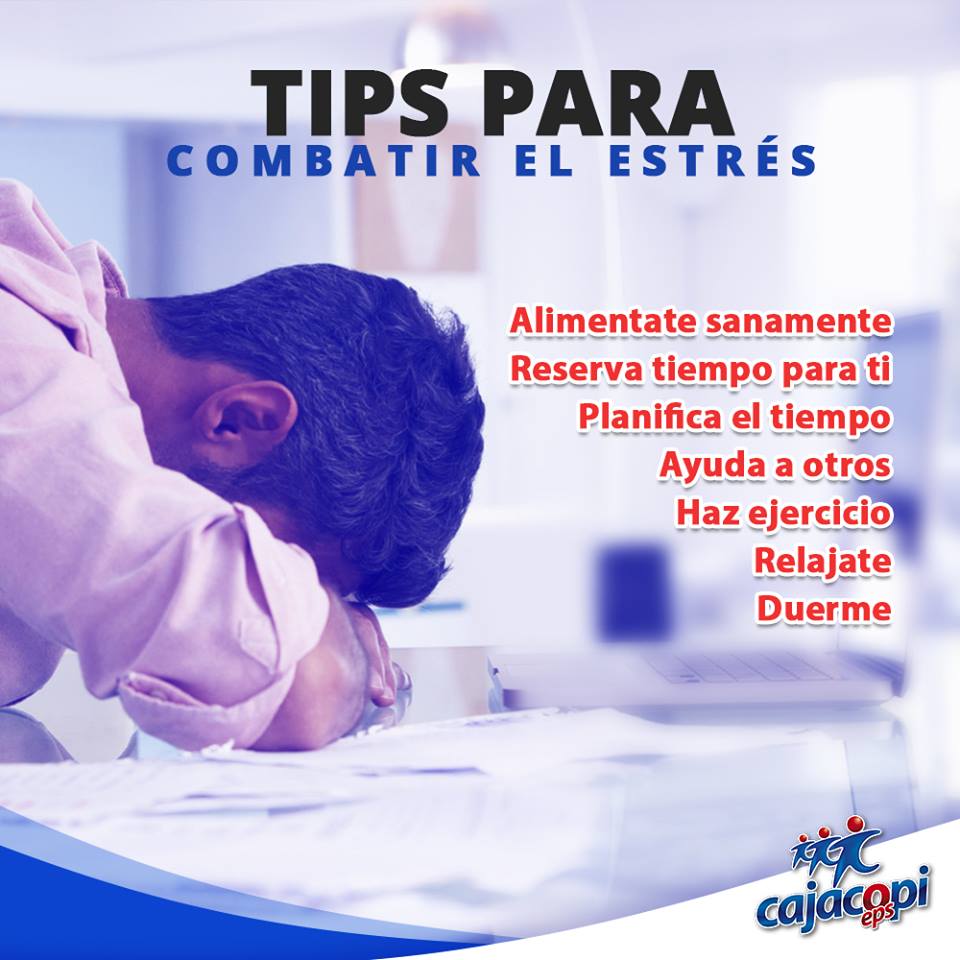 TIPS PARA
COMBATIR EL ESTRÉS
Alimentate sanamente
Reserva tiempo para ti
Planifica el tiempo
Ayuda a otros
Haz ejercicio
Relajate
Duerme
cajacopi
eps